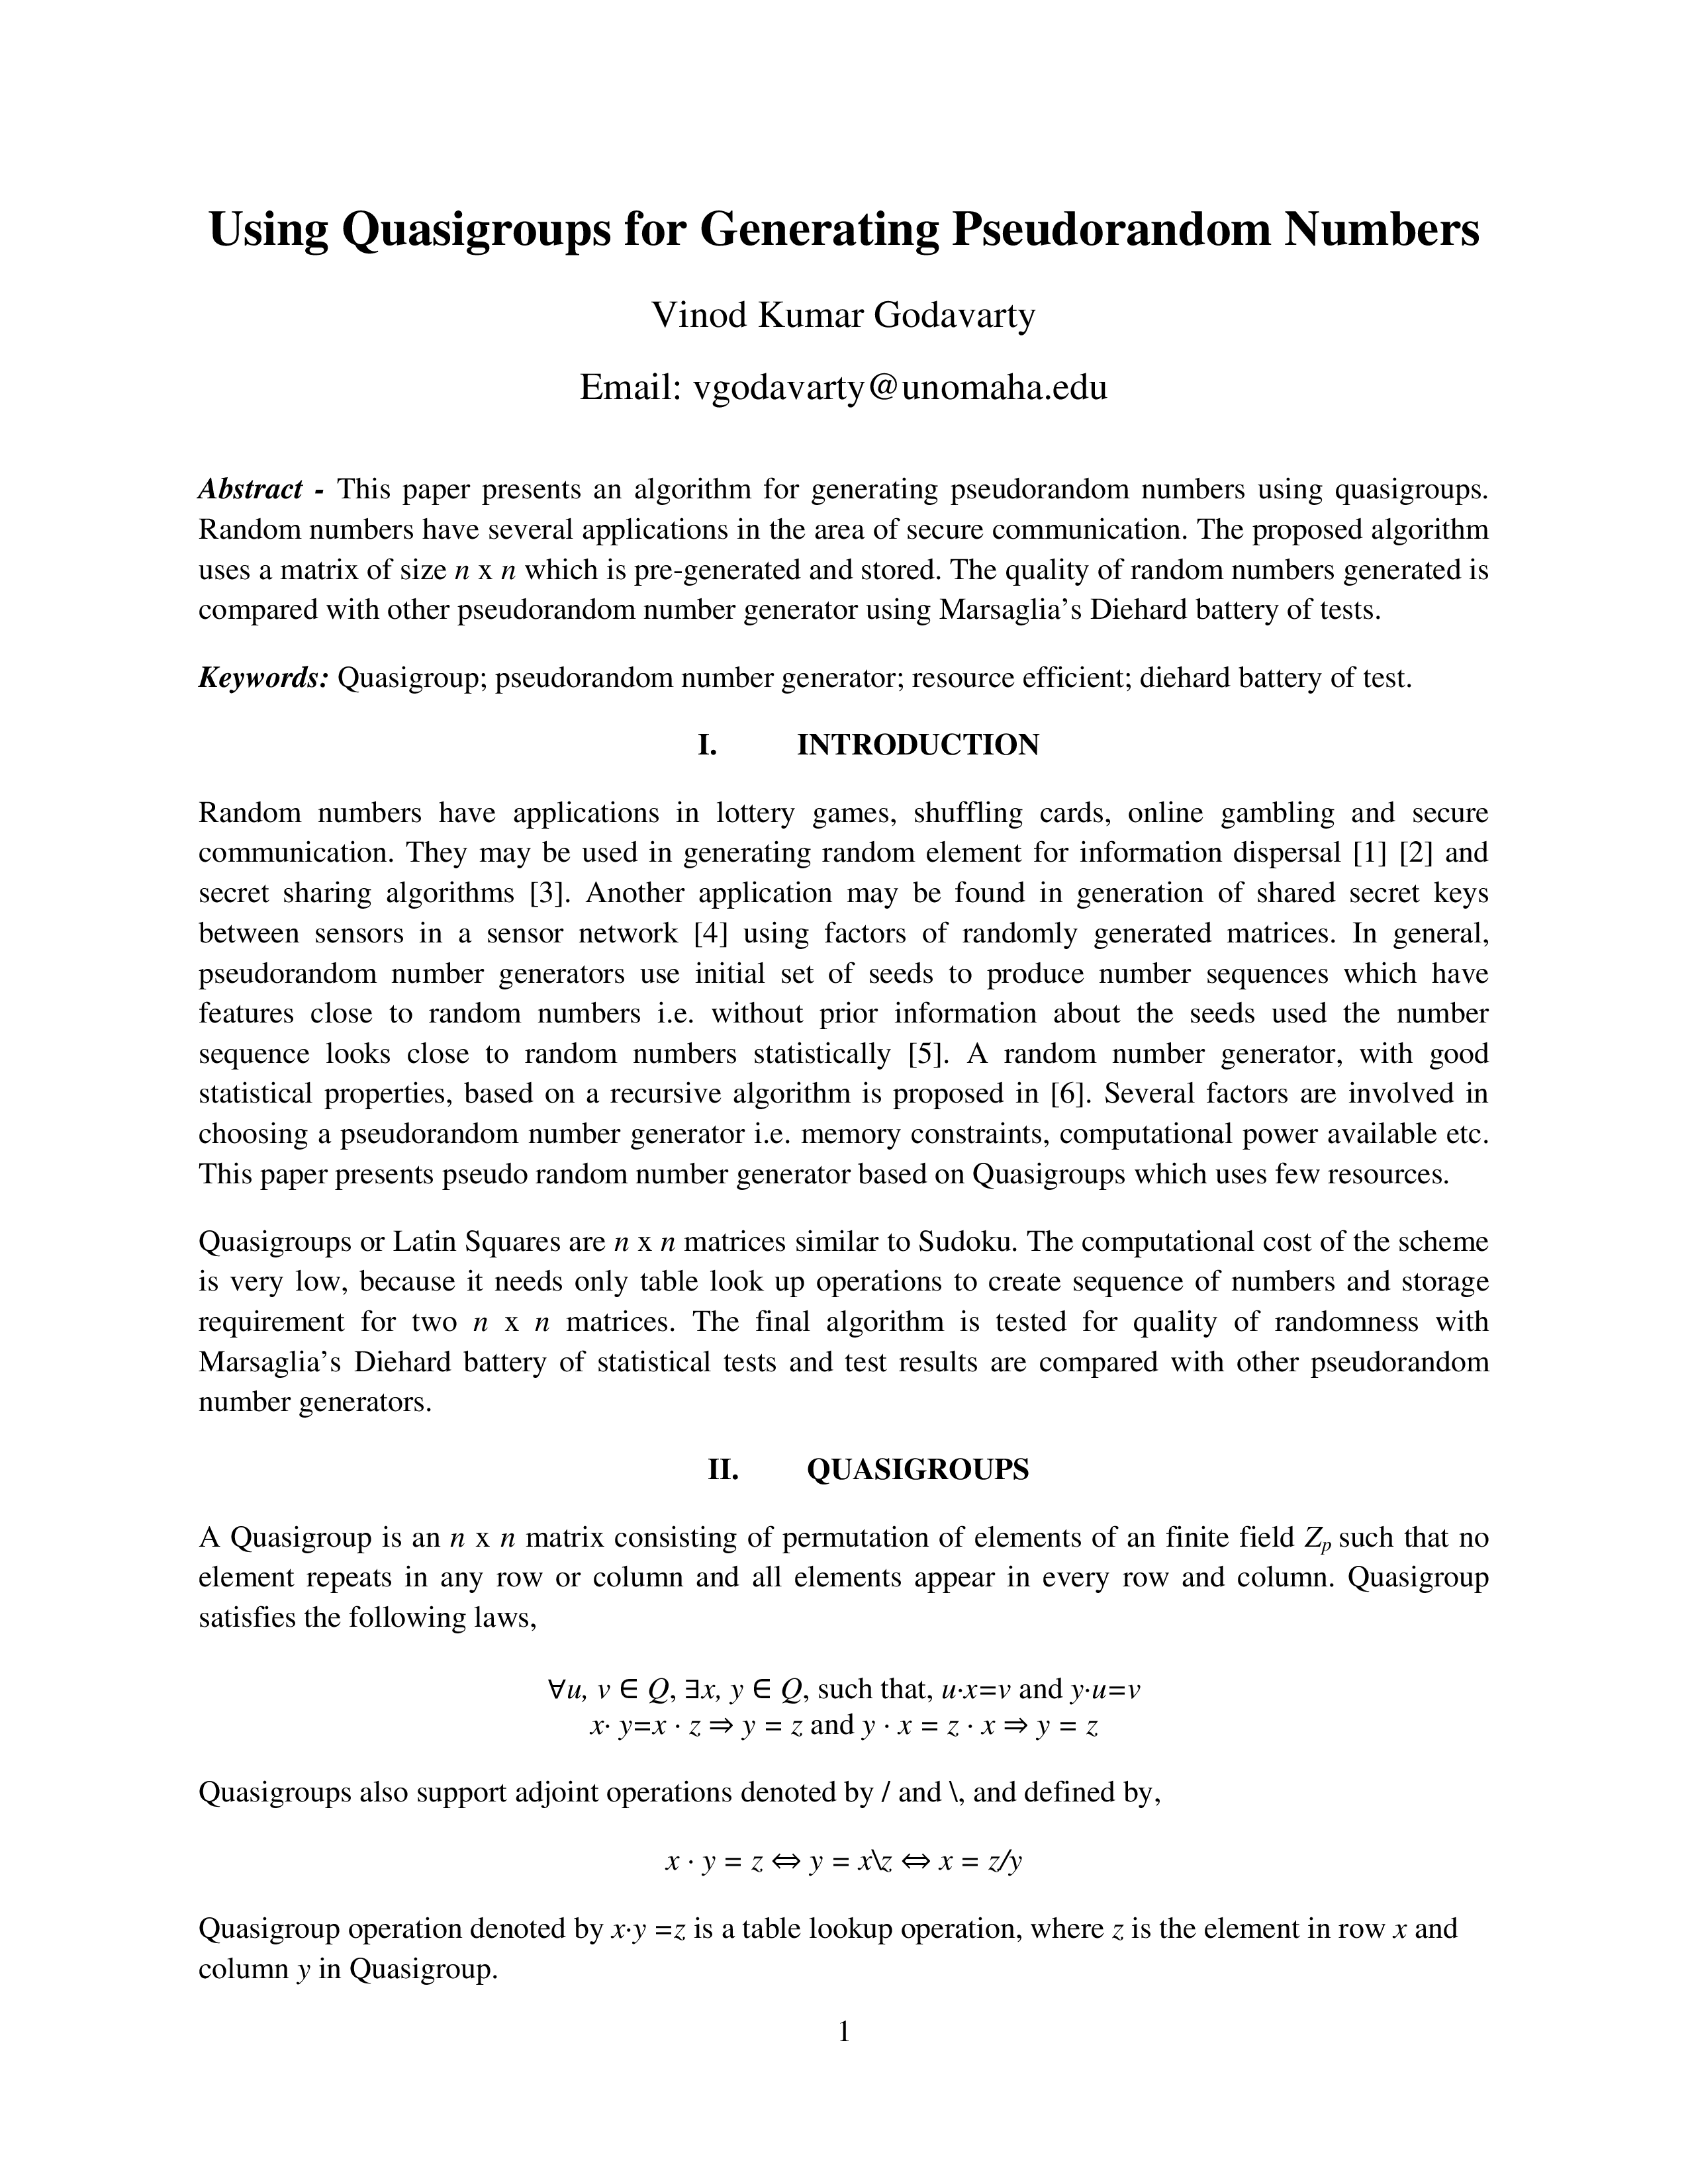 Using Quasigroups for Generating Pseudorandom Numbers
Vinod Kumar Godavarty
Email: vgodavarty@unomaha.edu
Abstract - This paper presents an algorithm for generating pseudorandom numbers using quasigroups.
Random numbers have several applications in the area of secure communication. The proposed algorithm
uses a matrix of size n x n which is pre-generated and stored. The quality of random numbers generated is
compared with other pseudorandom number generator using Marsaglia’s Diehard battery of tests.
Keywords: Quasigroup; pseudorandom number generator; resource efficient; diehard battery of test.
I. INTRODUCTION
Random numbers have applications in lottery games, shuffling cards, online gambling and secure
communication. They may be used in generating random element for information dispersal [1] [2] and
secret sharing algorithms [3]. Another application may be found in generation of shared secret keys
between sensors in a sensor network [4] using factors of randomly generated matrices. In general,
pseudorandom number generators use initial set of seeds to produce number sequences which have
features close to random numbers i.e. without prior information about the seeds used the number
sequence looks close to random numbers statistically [5]. A random number generator, with good
statistical properties, based on a recursive algorithm is proposed in [6]. Several factors are involved in
choosing a pseudorandom number generator i.e. memory constraints, computational power available etc.
This paper presents pseudo random number generator based on Quasigroups which uses few resources.
Quasigroups or Latin Squares are n x n matrices similar to Sudoku. The computational cost of the scheme
is very low, because it needs only table look up operations to create sequence of numbers and storage
requirement for two n x n matrices. The final algorithm is tested for quality of randomness with
Marsaglia’s Diehard battery of statistical tests and test results are compared with other pseudorandom
number generators.
II. QUASIGROUPS
A Quasigroup is an n x n matrix consisting of permutation of elements of an finite field Zp such that no
element repeats in any row or column and all elements appear in every row and column. Quasigroup
satisfies the following laws,
∀u, v ∈ Q, ∃x, y ∈ Q, such that, u·x=v and y·u=v
x· y=x · z ⇒ y = z and y · x = z · x ⇒ y = z
Quasigroups also support adjoint operations denoted by / and \, and defined by,
x · y = z ⇔ y = x\z ⇔ x = z/y
Quasigroup operation denoted by x·y =z is a table lookup operation, where z is the element in row x and
column y in Quasigroup.
1